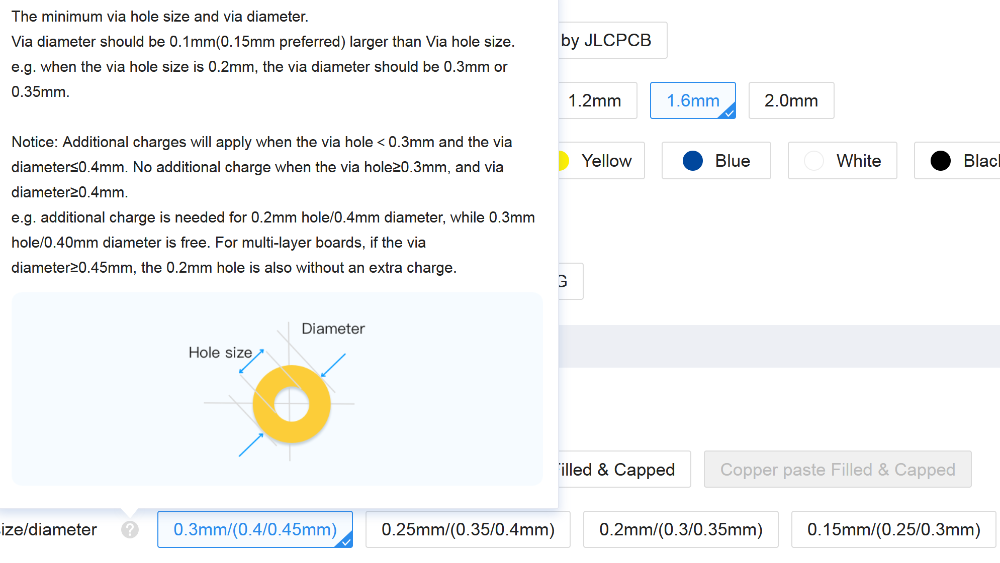 The minimum via hole size and via diameter.
Via diameter should be 0.1mm(0.15mm preferred) larger than Via hole size.
e.g. when the via hole size is 0.2mm, the via diameter should be 0.3mm or
0.35mm.
Notice: Additional charges will apply when the via hole < 0.3mm and the via
diameter≤0.4mm. No additional charge when the via hole≥0.3mm, and via
diameter≥0.4mm.
e.g. additional charge is needed for 0.2mm hole/0.4mm diameter, while 0.3mm
hole/0.40mm diameter is free. For multi-layer boards, if the via
diameter≥0.45mm, the 0.2mm hole is also without an extra charge.
Diameter
Hole size
by JLCPCB
1.2mm 1.6mm 2.0mm
Yellow Blue White
G
& Capped Copper paste Filled & Capped
/diameter ? 0.3mm/(0.4/0.45mm) 0.25mm/(0.35/0.4mm) 0.2mm/(0.3/0.35mm) 0.15mm/(0.25/0.3mm)